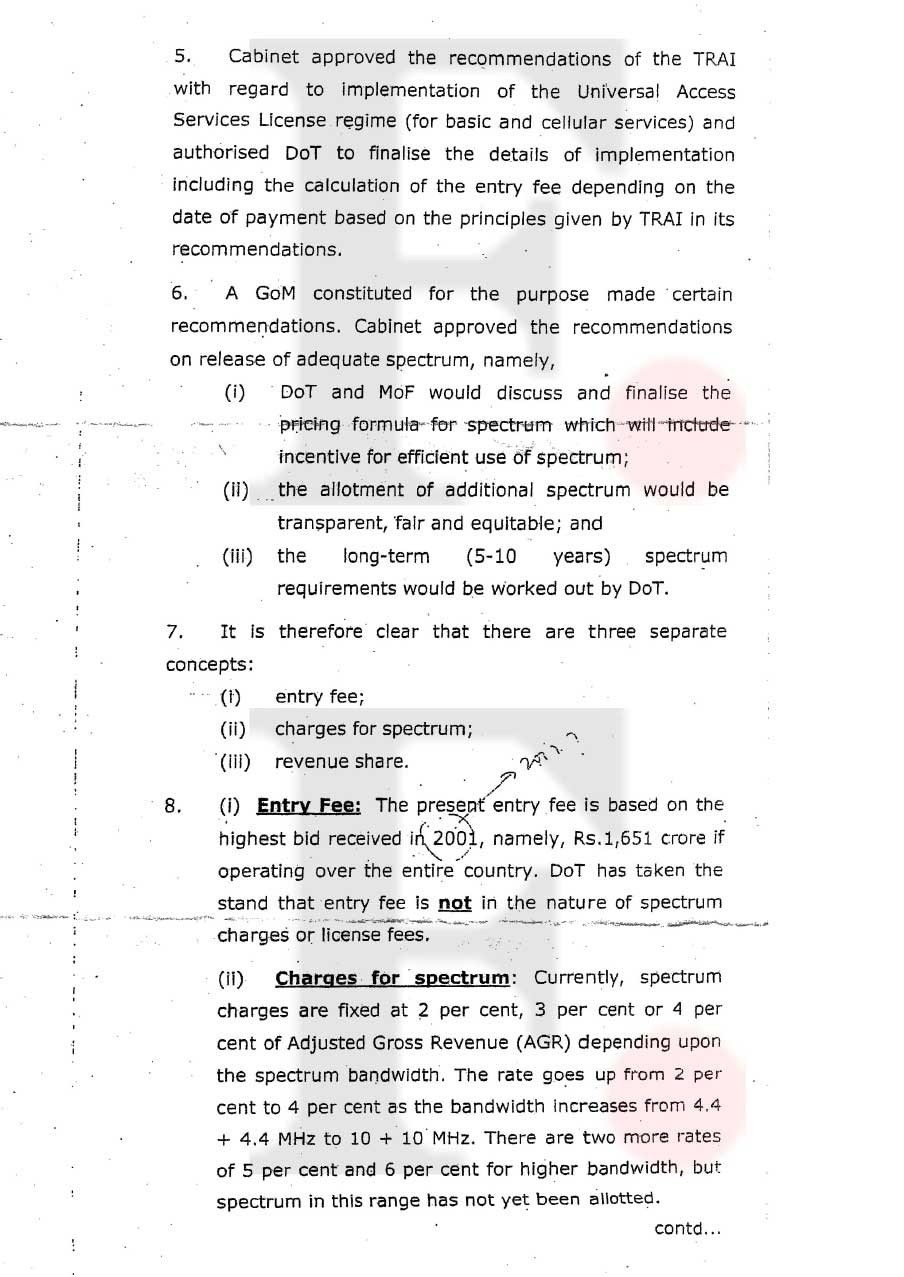 5. Cabinet approved the recommendations of the TRAI
with regard to implementation of the Universal Access
Services License regime (for basic and cellular services) and
authorised DoT to finalise the details of implementation
including the calculation of the entry fee depending on the
date of payment based on the principles given by TRAI in its
recommendations.
6. A GoM constituted for the purpose made certain
recommendations. Cabinet approved the recommendations
on release of adequate spectrum, namely,
(i) DoT and MoF would discuss and finalise the
pricing formula for spectrum which will include
incentive for efficient use of spectrum;
(ii) the allotment of additional spectrum would be
transparent, fair and equitable; and
(iii) the long-term (5-10 years) spectrum
requirements would be worked out by DoT.
7. It is therefore clear that there are three separate
concepts:
(i) entry fee;
(ii) charges for spectrum;
(iii) revenue share.
8. (i) Entry Fee: The present entry fee is based on the
highest bid received in 2001, namely, Rs.1,651 crore if
operating over the entire country. DoT has taken the
stand that entry fee is not in the nature of spectrum
charges or license fees.
(ii) Charges for spectrum: Currently, spectrum
charges are fixed at 2 per cent, 3 per cent or 4 per
cent of Adjusted Gross Revenue (AGR) depending upon
the spectrum bandwidth. The rate goes up from 2 per
cent to 4 per cent as the bandwidth increases from 4.4
+ 4.4 MHz to 10 + 10 MHz. There are two more rates
of 5 per cent and 6 per cent for higher bandwidth, but
spectrum in this range has not yet been allotted.
contd...